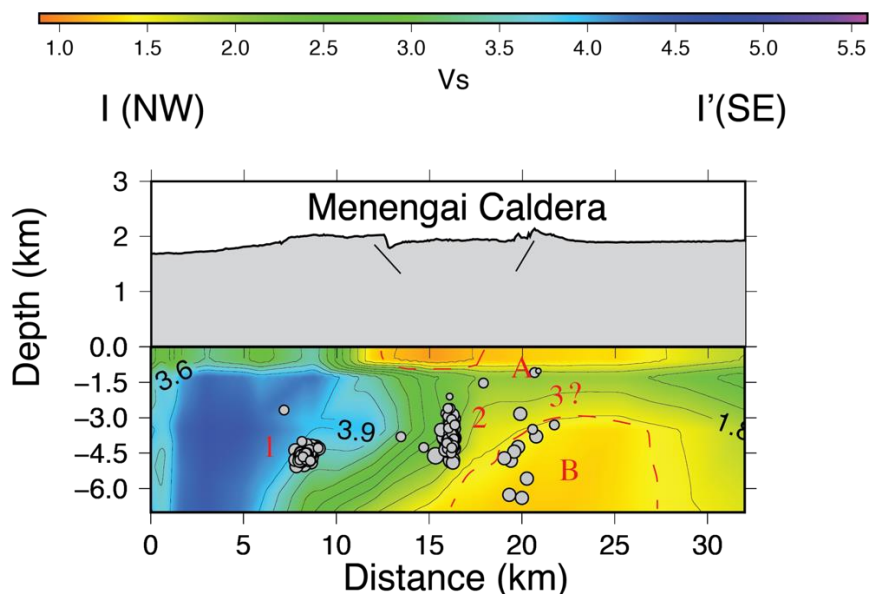 1.0 1.5 2.0 2.5 3.0 3.5 4.0 4.5 5.0 5.5
Vs
I (NW) I'(SE)
Menengai Caldera
Depth (km)
3
2
1
0.0
-1.5
-3.0
-4.5
-6.0
3.6
A
3?
2
1
3.9
1.8
B
0 5 10 15 20 25 30
Distance (km)